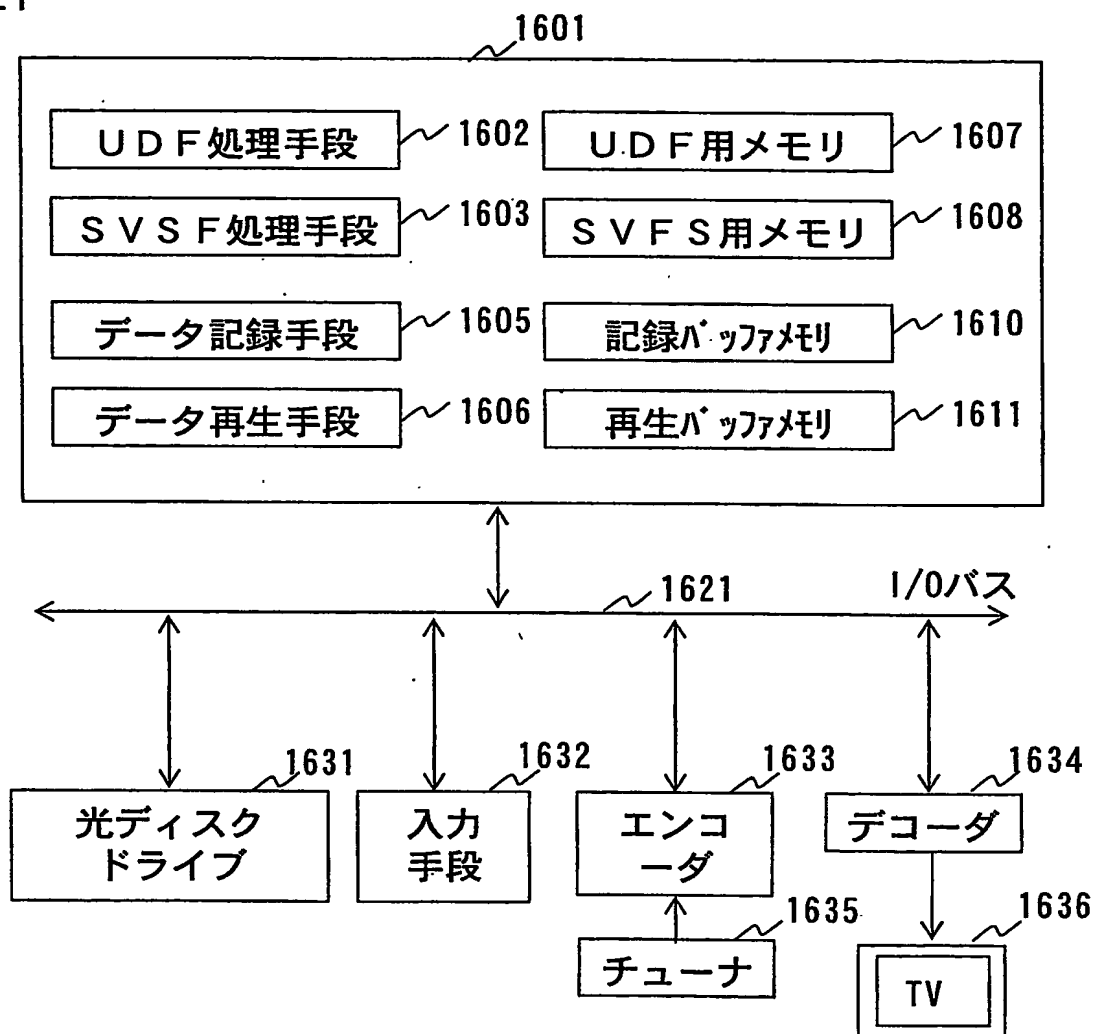 1601
UDF処理手段 1602
UDF用メモリ 1607
SVSF処理手段 1603
SVFS用メモリ 1608
データ記録手段 1605
記録バッファメモリ 1610
データ再生手段 1606
再生バッファメモリ 1611
1621
I/Oバス
1631
光ディスク
ドライブ
1632
入力
手段
1633
エンコ
ーダ
1634
デコーダ
1635
チューナ
1636
TV